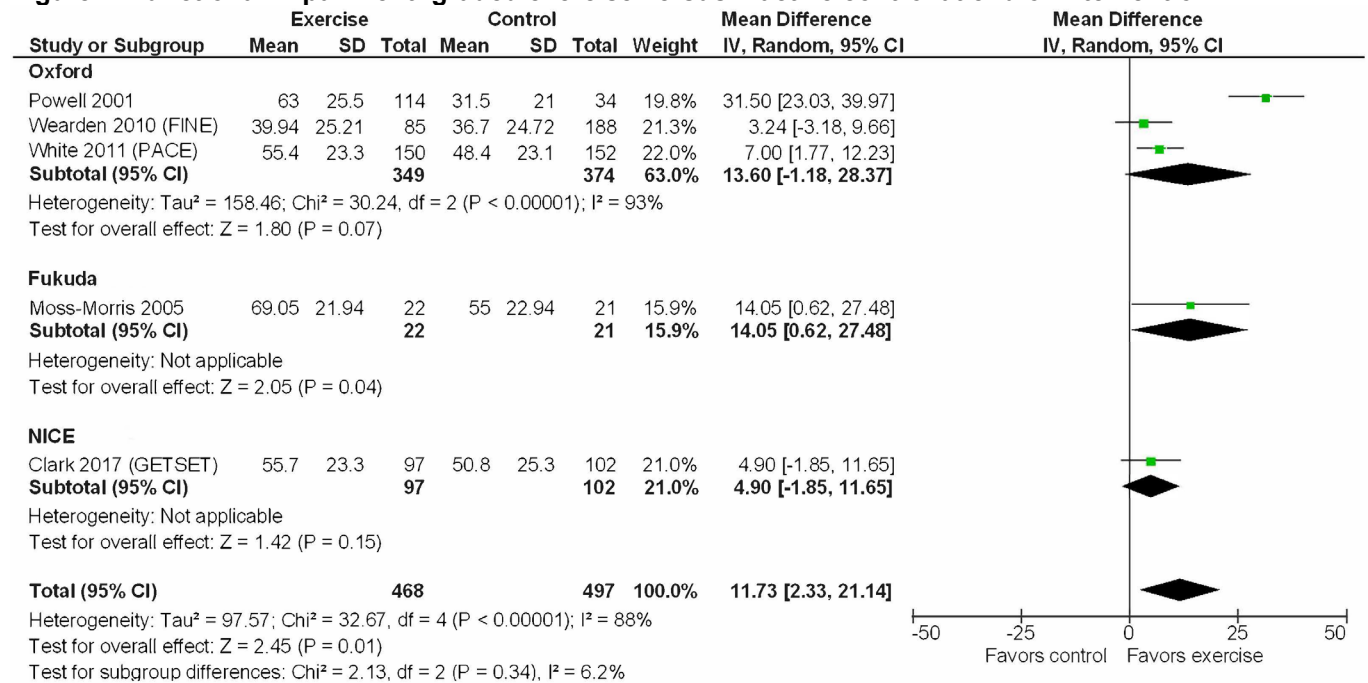 Exercise Control Mean Difference Mean Difference
Study or Subgroup Mean SD Total Mean SD Total Weight IV, Random, 95% CI IV, Random, 95% CI
Oxford
Powell 2001 63 25.5 114 31.5 21 34 19.8% 31.50 [23.03, 39.97]
Wearden 2010 (FINE) 39.94 25.21 85 36.7 24.72 188 21.3% 3.24 [-3.18, 9.66]
White 2011 (PACE) 55.4 23.3 150 48.4 23.1 152 22.0% 7.00 [1.77, 12.23]
Subtotal (95% CI) 349 374 63.0% 13.60 [-1.18, 28.37]
Heterogeneity: Tau² = 158.46; Chi² = 30.24, df = 2 (P < 0.00001); I² = 93%
Test for overall effect: Z = 1.80 (P = 0.07)
Fukuda
Moss-Morris 2005 69.05 21.94 22 55 22.94 21 15.9% 14.05 [0.62, 27.48]
Subtotal (95% CI) 22 21 15.9% 14.05 [0.62, 27.48]
Heterogeneity: Not applicable
Test for overall effect: Z = 2.05 (P = 0.04)
NICE
Clark 2017 (GETSET) 55.7 23.3 97 50.8 25.3 102 21.0% 4.90 [-1.85, 11.65]
Subtotal (95% CI) 97 102 21.0% 4.90 [-1.85, 11.65]
Heterogeneity: Not applicable
Test for overall effect: Z = 1.42 (P = 0.15)
Total (95% CI) 468 497 100.0% 11.73 [2.33, 21.14]
Heterogeneity: Tau² = 97.57; Chi² = 32.67, df = 4 (P < 0.00001); I² = 88%
Test for overall effect: Z = 2.45 (P = 0.01)
Test for subgroup differences: Chi² = 2.13, df = 2 (P = 0.34), I² = 6.2%
-50 -25 0 25 50
Favors control Favors exercise